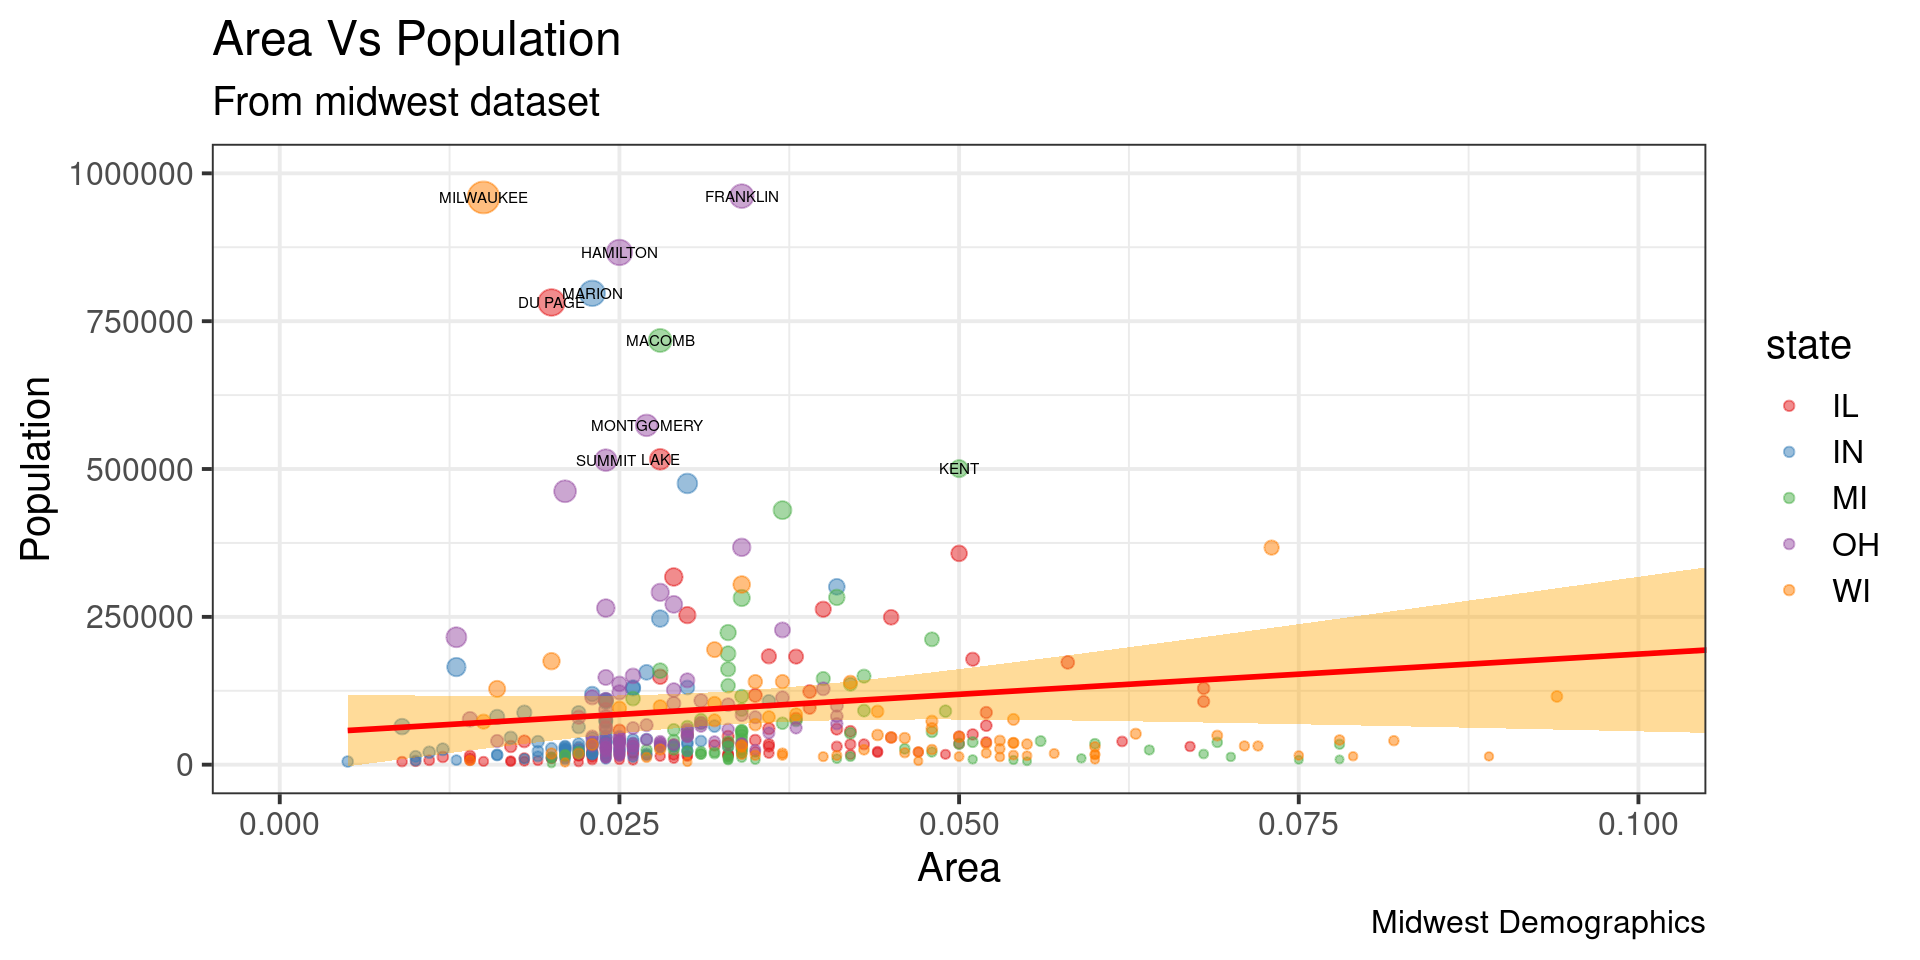 Area Vs Population
From midwest dataset
1000000
750000
500000
250000
0
Population
MILWAUKEE
FRANKLIN
HAMILTON
MARION
DU PAGE
MACOMB
MONTGOMERY
SUMMIT LAKE
KENT
0.000 0.025 0.050 0.075 0.100
Area
state
IL
IN
MI
OH
WI
Midwest Demographics